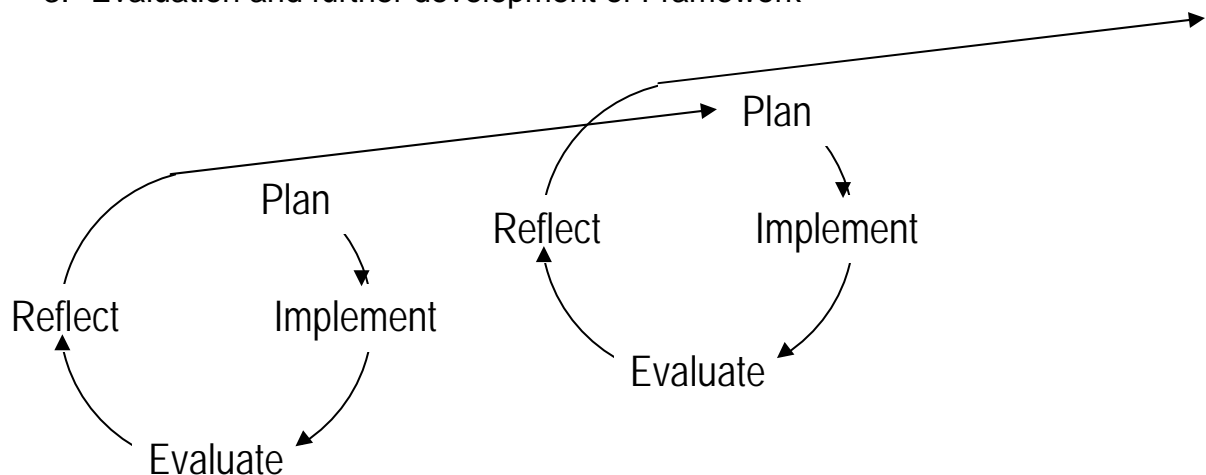 Evaluation and further development of Framework
Plan
Implement
Evaluate
Reflect
Plan
Implement
Evaluate
Reflect